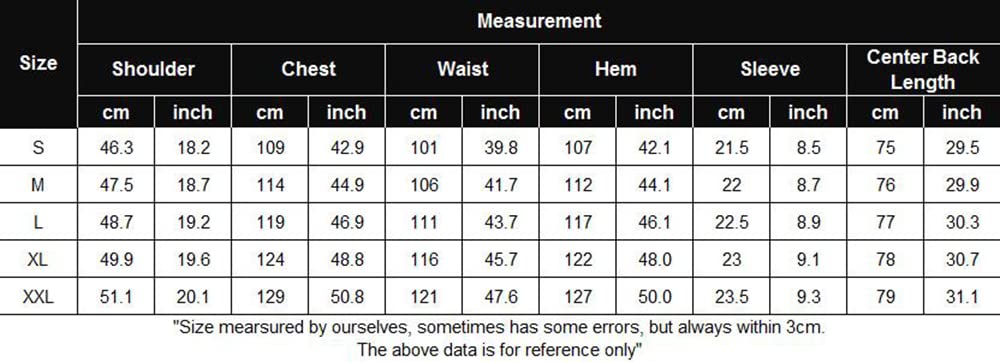 Measurement
Size
Shoulder Chest Waist Hem Sleeve Center Back
Length
cm inch cm inch cm inch cm inch cm inch cm inch
S 46.3 18.2 109 42.9 101 39.8 107 42.1 21.5 8.5 75 29.5
M 47.5 18.7 114 44.9 106 41.7 112 44.1 22 8.7 76 29.9
L 48.7 19.2 119 46.9 111 43.7 117 46.1 22.5 8.9 77 30.3
XL 49.9 19.6 124 48.8 116 45.7 122 48.0 23 9.1 78 30.7
XXL 51.1 20.1 129 50.8 121 47.6 127 50.0 23.5 9.3 79 31.1
"Size mearsured by ourselves, sometimes has some errors, but always within 3cm.
The above data is for reference only"